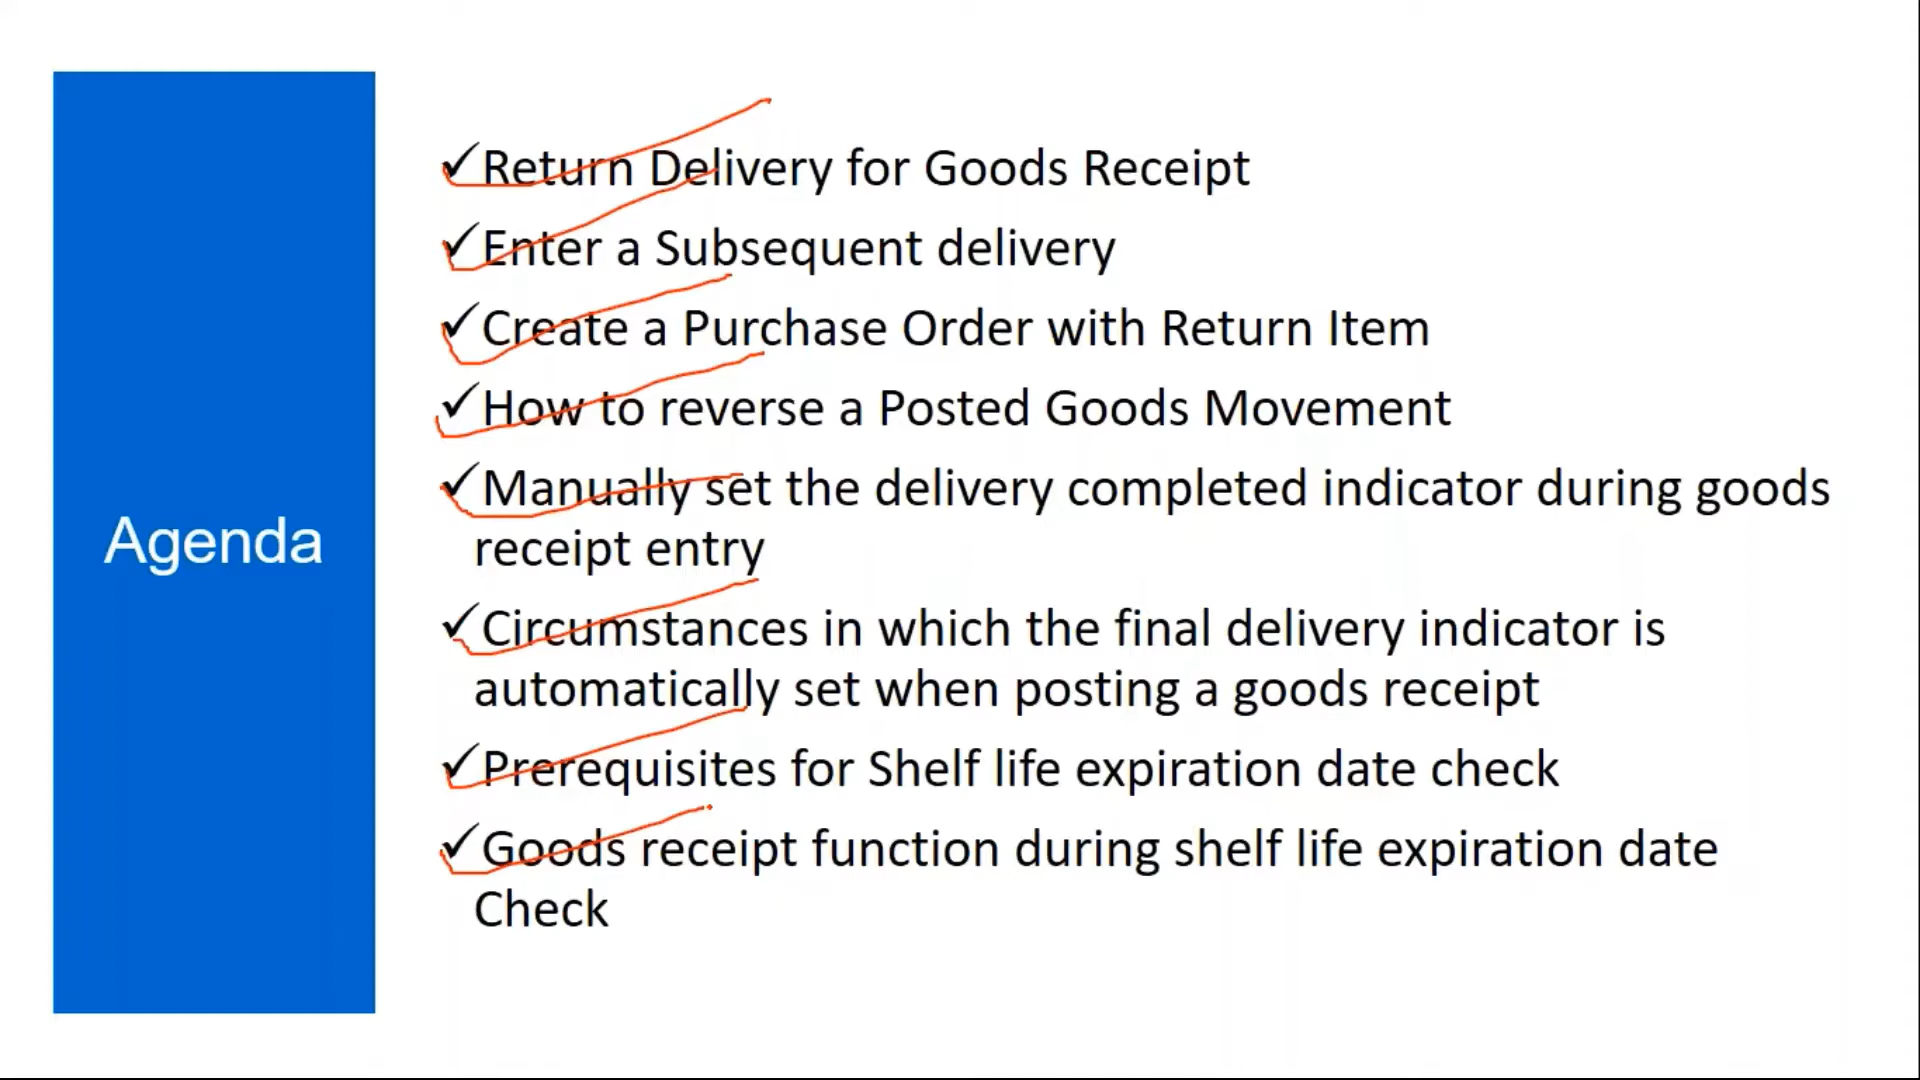 Agenda
✓Return Delivery for Goods Receipt
✓Enter a Subsequent delivery
✓Create a Purchase Order with Return Item
✓How to reverse a Posted Goods Movement
✓Manually set the delivery completed indicator during goods
receipt entry
✓Circumstances in which the final delivery indicator is
automatically set when posting a goods receipt
✓Prerequisites for Shelf life expiration date check
✓Goods receipt function during shelf life expiration date
Check